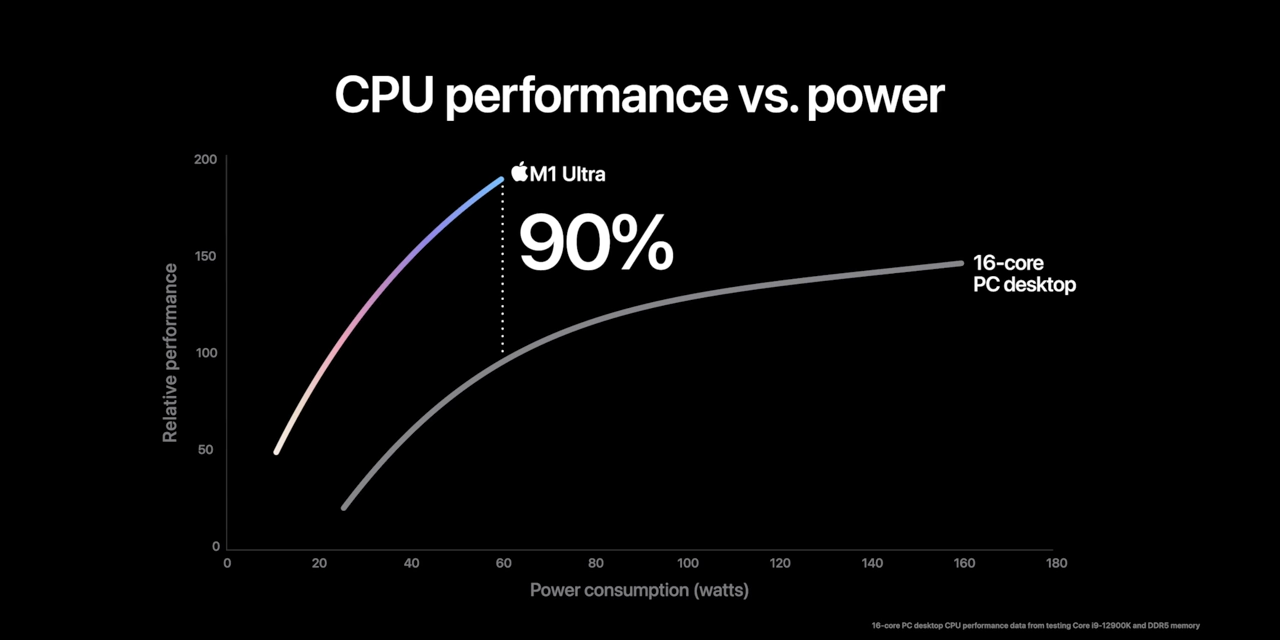 CPU performance vs. power
200
M1 Ultra
90%
150
16-core
PC desktop
Relative performance
100
50
0
0 20 40 60 80 100 120 140 160 180
Power consumption (watts)
16-core PC desktop CPU performance data from testing Core i9-12900K and DDR5 memory